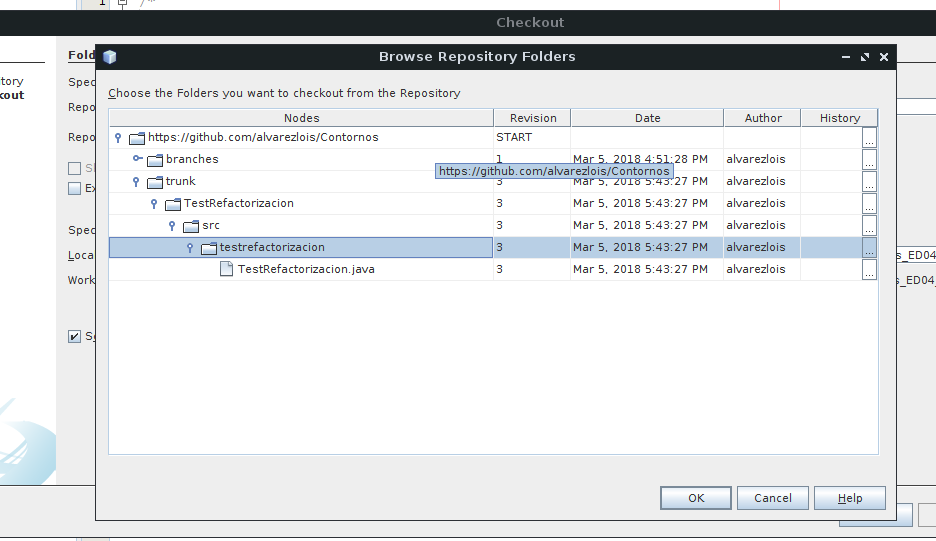 1 /*
Checkout
Browse Repository Folders
Choose the Folders you want to checkout from the Repository
Nodes Revision Date Author History
https://github.com/alvarezlois/Contornos START ...
branches 1 Mar 5, 2018 4:51:28 PM alvarezlois ...
https://github.com/alvarezlois/Contornos
trunk 3 Mar 5, 2018 5:43:27 PM alvarezlois ...
TestRefactorizacion 3 Mar 5, 2018 5:43:27 PM alvarezlois ...
src 3 Mar 5, 2018 5:43:27 PM alvarezlois ...
testrefactorizacion 3 Mar 5, 2018 5:43:27 PM alvarezlois ...
TestRefactorizacion.java 3 Mar 5, 2018 5:43:27 PM alvarezlois ...
OK Cancel Help
tory
kout
Fold
Spec
Repo
Repo
Ex
Spec
Loca s_ED04
Work s_ED04